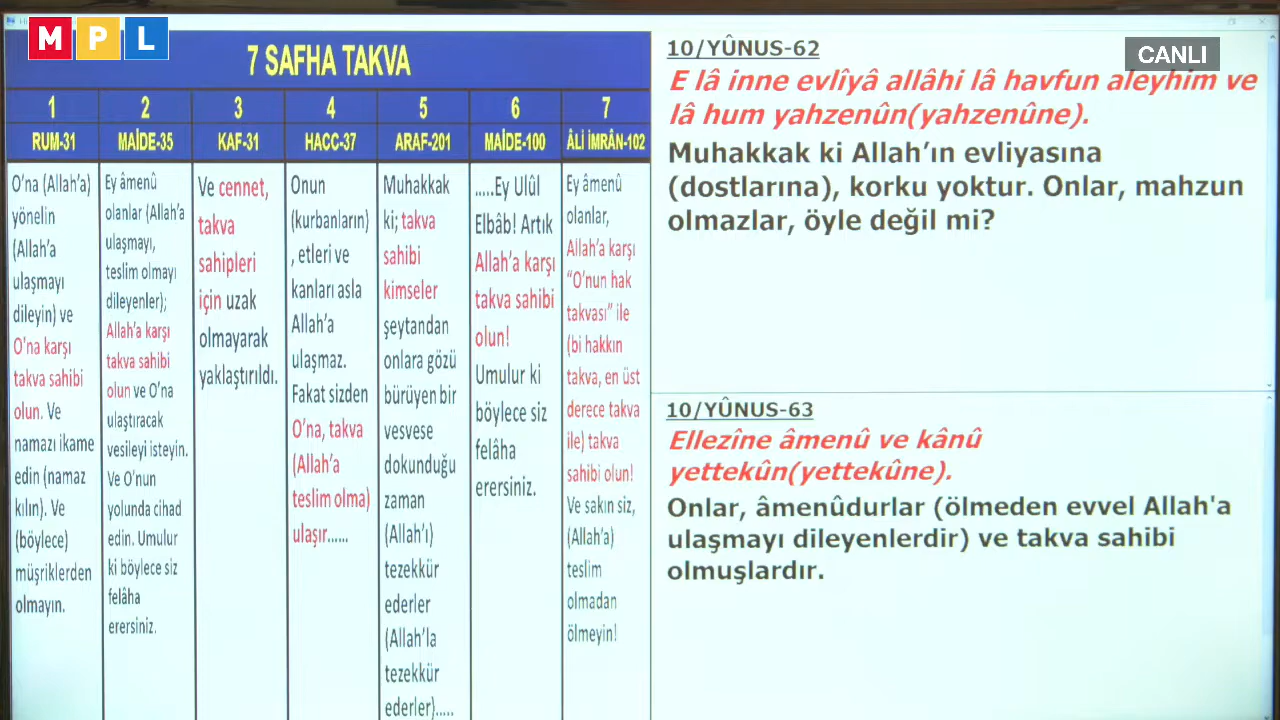 MPL
CANLI
7 SAFHA TAKVA
1
RUM-31
O'na (Allah'a)
yönelin
(Allah'a
ulaşmayı
dileyin) ve
O'na karşı
takva sahibi
olun. Ve
namazı ikame
edin (namaz
kılın). Ve
(böylece)
müşriklerden
olmayın.
2
MAİDE-35
Ey âmenû
olanlar (Allah'a
ulaşmayı,
teslim olmayı
dileyenler);
Allah'a karşı
takva sahibi
olun ve O'na
ulaştıracak
vesileyi isteyin.
Ve O'nun
yolunda cihad
edin. Umulur
ki böylece siz
felâha
erersiniz.
3
KAF-31
Ve cennet,
takva
sahipleri
için uzak
olmayarak
yaklaştırıldı.
4
HACC-37
Onun
(kurbanların)
, etleri ve
kanları asla
Allah'a
ulaşmaz.
Fakat sizden
O'na, takva
(Allah'a
teslim olma)
ulaşır......
5
ARAF-201
Muhakkak
ki; takva
sahibi
kimseler
şeytandan
onlara gözü
bürüyen bir
vesvese
dokunduğu
zaman
(Allah'ı)
tezekkür
ederler
(Allah'la
tezekkür
ederler).....
6
MAİDE-100
.....Ey Ulûl
Elbâb! Artık
Allah'a karşı
takva sahibi
olun!
Umulur ki
böylece siz
felâha
erersiniz.
7
ÂLİ İMRÂN-102
Ey âmenû
olanlar,
Allah'a karşı
“O'nun hak
takvası” ile
(bi hakkın
takva, en üst
derece takva
ile) takva
sahibi olun!
Ve sakın siz,
(Allah'a)
teslim
olmadan
ölmeyin!
10/YÛNUS-62
E lâ inne evlîyâ allâhi lâ havfun aleyhim ve
lâ hum yahzenûn(yahzenûne).
Muhakkak ki Allah’ın evliyasına
(dostlarına), korku yoktur. Onlar, mahzun
olmazlar, öyle değil mi?
10/YÛNUS-63
Ellezîne âmenû ve kânû
yettekûn(yettekûne).
Onlar, âmenûdurlar (ölmeden evvel Allah'a
ulaşmayı dileyenlerdir) ve takva sahibi
olmuşlardır.